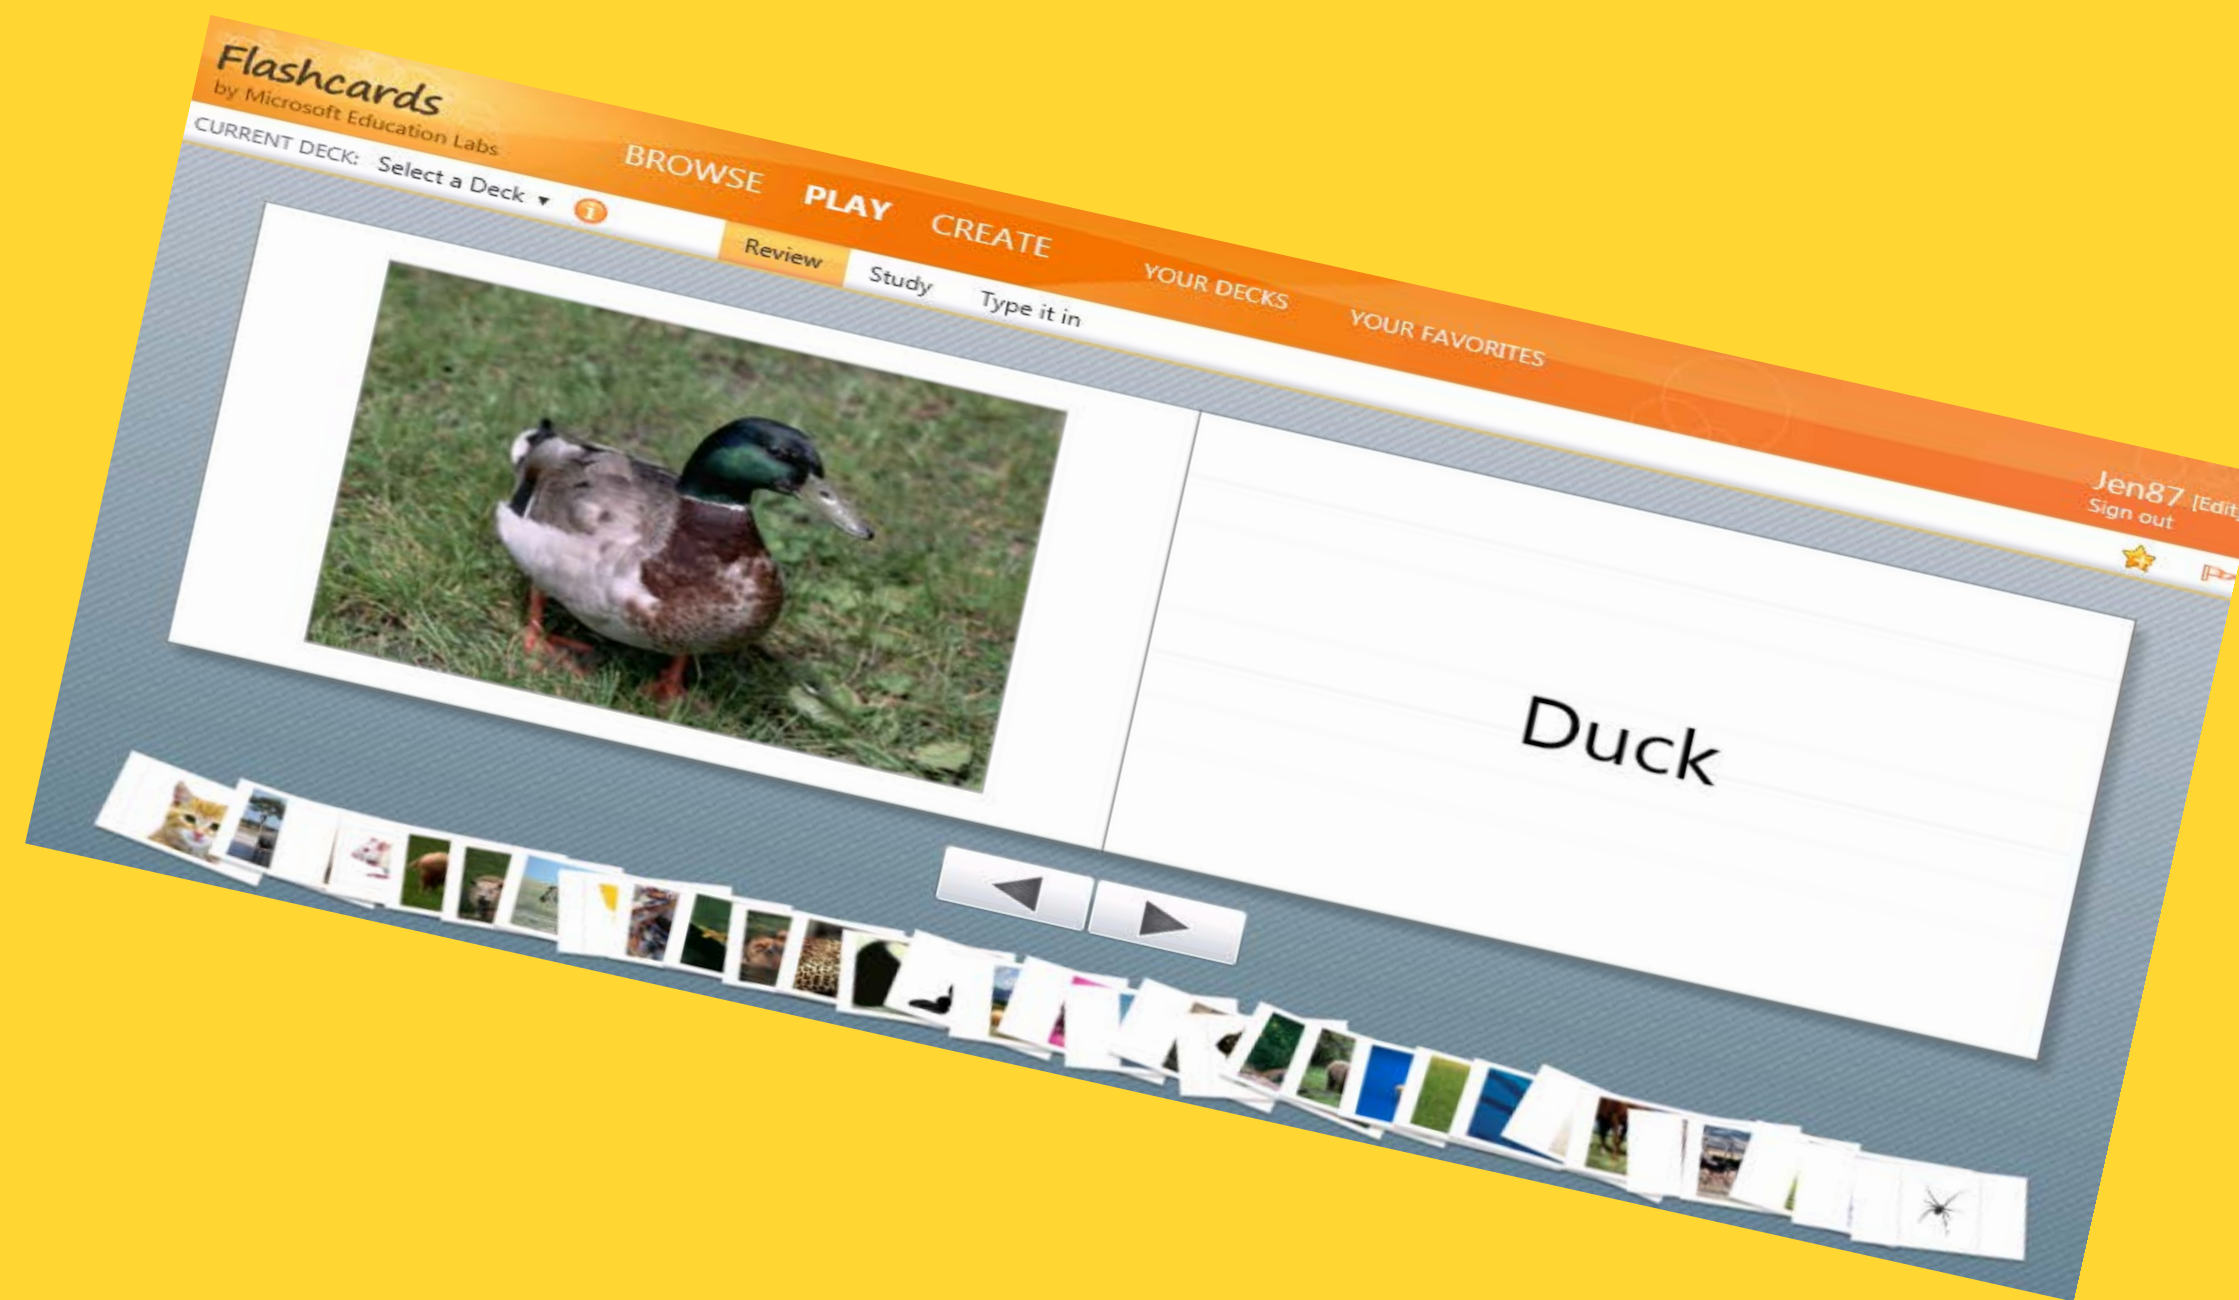 Flashcards
by Microsoft Education Labs
BROWSE PLAY CREATE YOUR DECKS YOUR FAVORITES
Jen87 [Edit
Sign out
CURRENT DECK: Select a Deck
Review Study Type it in
Duck